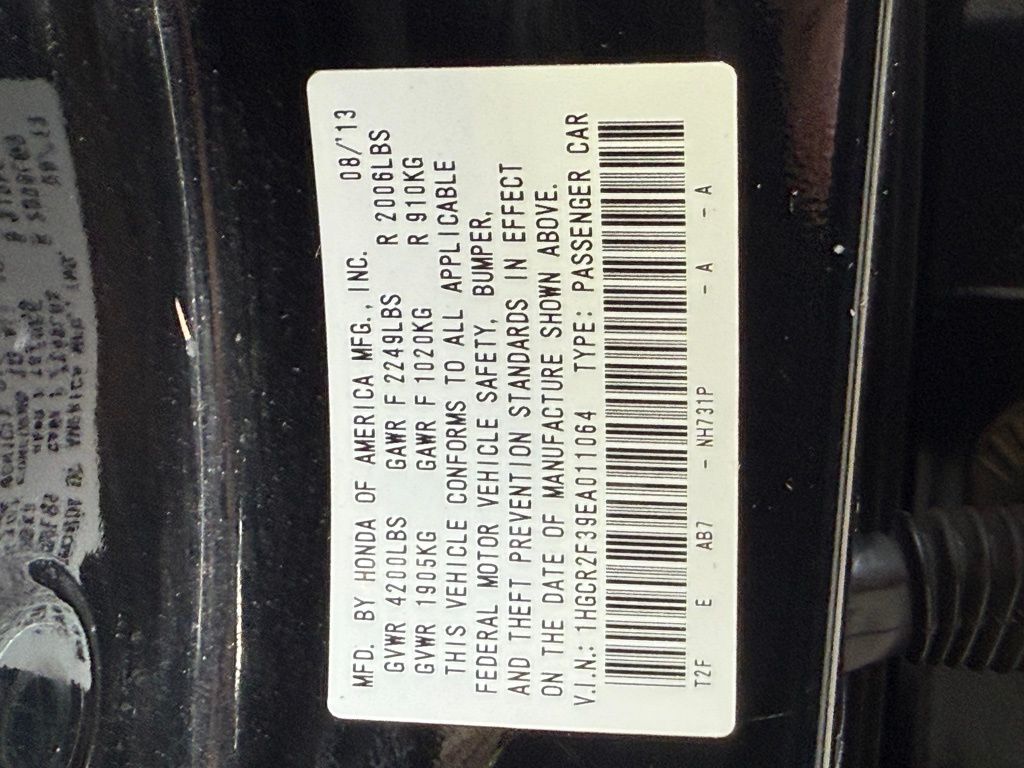 MFD. BY HONDA OF AMERICA MFG., INC. 08/'13
GVWR 4200LBS GAWR F 2249LBS R 2006LBS
GVWR 1905KG GAWR F 1020KG R 910KG
THIS VEHICLE CONFORMS TO ALL APPLICABLE
FEDERAL MOTOR VEHICLE SAFETY, BUMPER,
AND THEFT PREVENTION STANDARDS IN EFFECT
ON THE DATE OF MANUFACTURE SHOWN ABOVE.
V.I.N.: 1HGCR2F39EA011064 TYPE: PASSENGER CAR
T2F E AB7 - NH731P - A - A